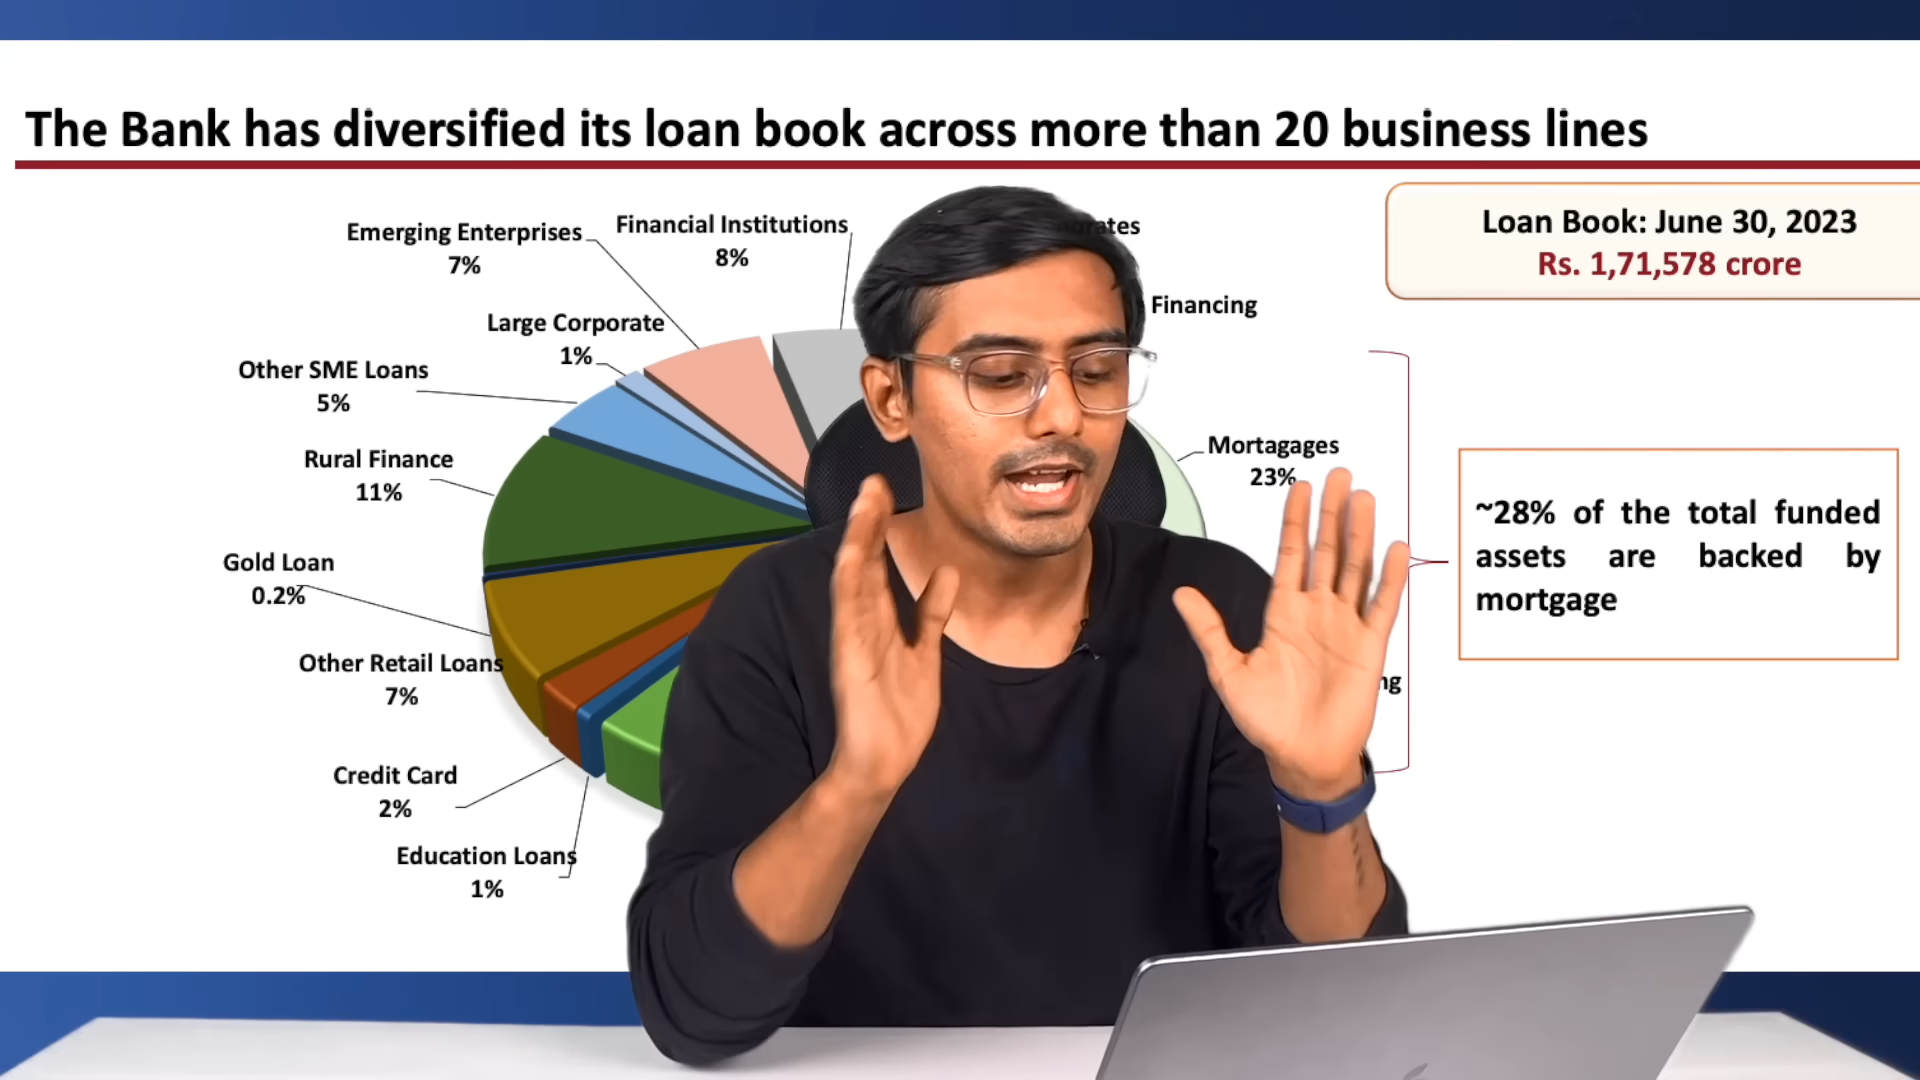 The Bank has diversified its loan book across more than 20 business lines
Emerging Enterprises
7%
Financial Institutions
8%
Financing
Loan Book: June 30, 2023
Rs. 1,71,578 crore
Large Corporate
1%
Other SME Loans
5%
Rural Finance
11%
Mortagages
23%
~28% of the total funded
assets are backed by
mortgage
Gold Loan
0.2%
Other Retail Loans
7%
Credit Card
2%
Education Loans
1%